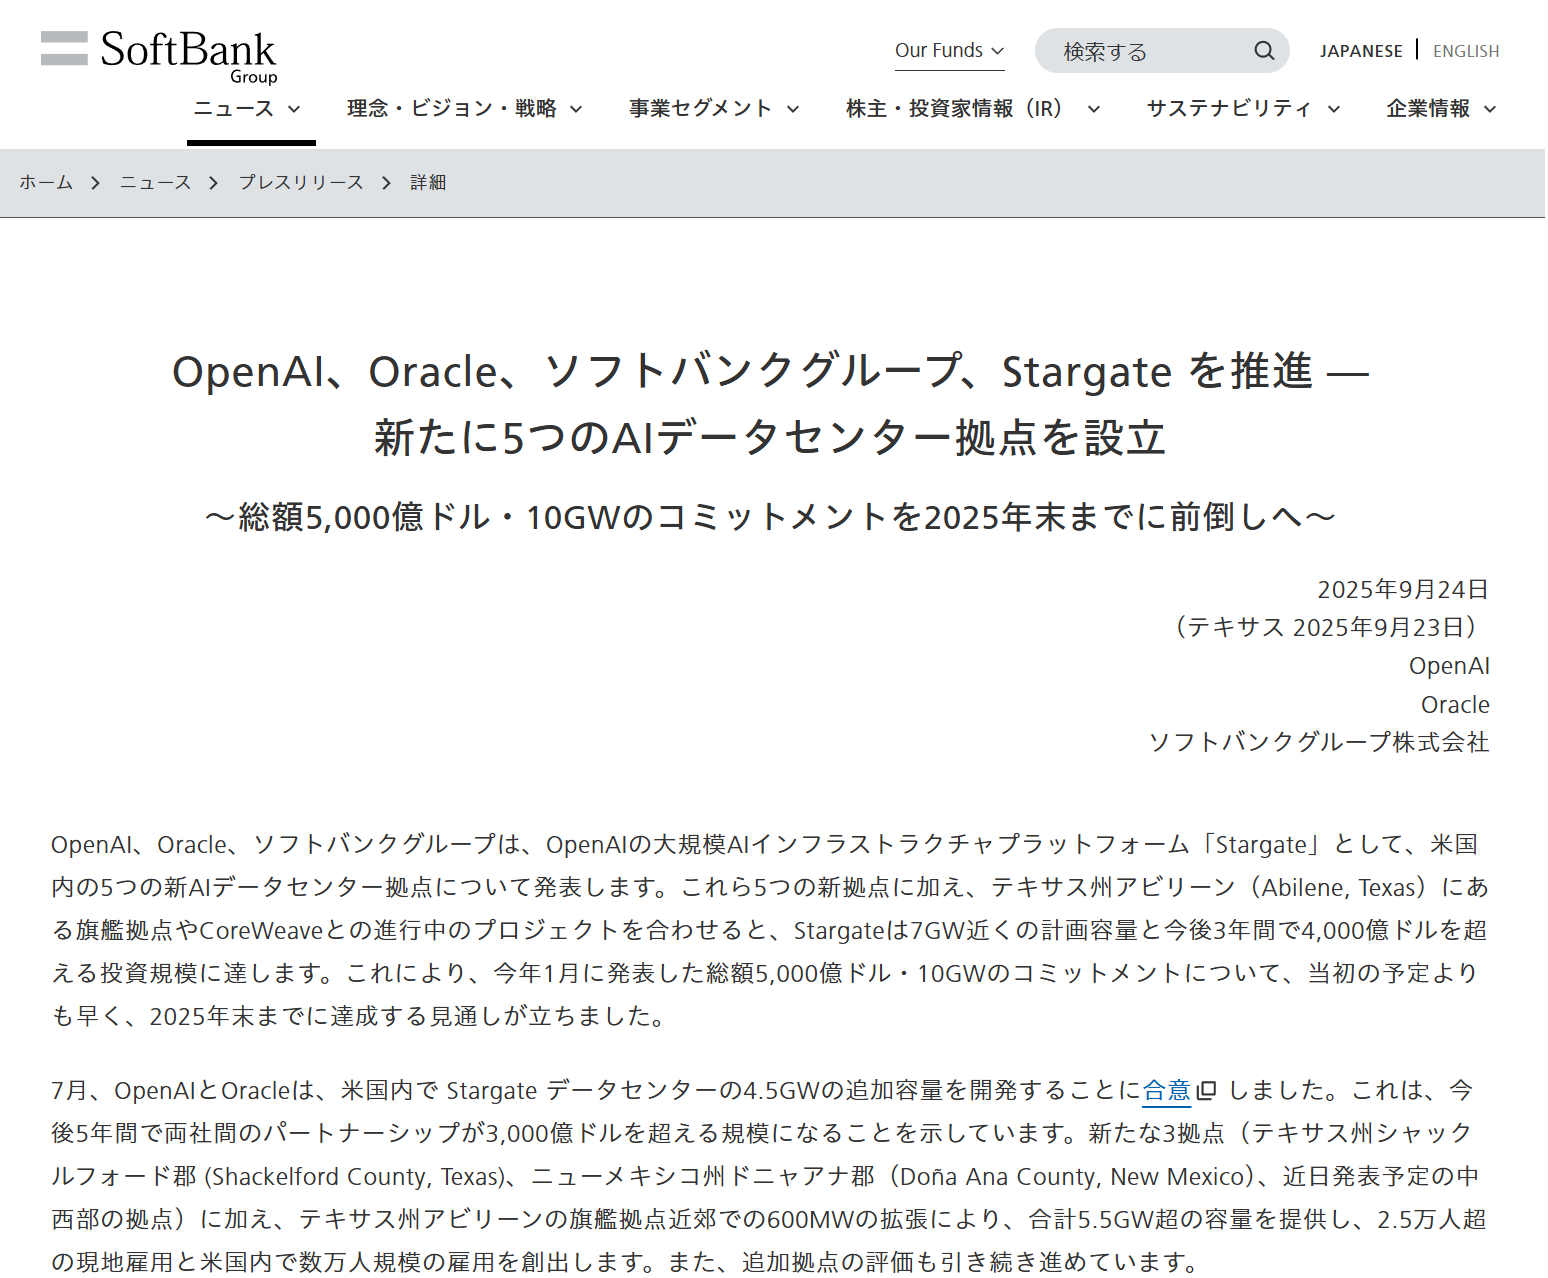 SoftBank
Group
Our Funds
検索する
JAPANESE
ENGLISH
ニュース
理念・ビジョン・戦略
事業セグメント
株主・投資家情報（IR）
サステナビリティ
企業情報
ホーム
ニュース
プレスリリース
詳細
OpenAI、Oracle、ソフトバンクグループ、Stargate を推進 ―
新たに5つのAIデータセンター拠点を設立
～総額5,000億ドル・10GWのコミットメントを2025年末までに前倒しへ～
2025年9月24日
（テキサス 2025年9月23日）
OpenAI
Oracle
ソフトバンクグループ株式会社
OpenAI、Oracle、ソフトバンクグループは、OpenAIの大規模AIインフラストラクチャプラットフォーム「Stargate」として、米国
内の5つの新AIデータセンター拠点について発表します。これら5つの新拠点に加え、テキサス州アビリーン（Abilene, Texas）にあ
る旗艦拠点やCoreWeaveとの進行中のプロジェクトを合わせると、Stargateは7GW近くの計画容量と今後3年間で4,000億ドルを超
える投資規模に達します。これにより、今年1月に発表した総額5,000億ドル・10GWのコミットメントについて、当初の予定より
も早く、2025年末までに達成する見通しが立ちました。
7月、OpenAIとOracleは、米国内で Stargate データセンターの4.5GWの追加容量を開発することに合意 しました。これは、今
後5年間で両社間のパートナーシップが3,000億ドルを超える規模になることを示しています。新たな3拠点（テキサス州シャック
ルフォード郡 (Shackelford County, Texas)、ニューメキシコ州ドニャアナ郡（Doña Ana County, New Mexico）、近日発表予定の中
西部の拠点）に加え、テキサス州アビリーンの旗艦拠点近郊での600MWの拡張により、合計5.5GW超の容量を提供し、2.5万人超
の現地雇用と米国内で数万人規模の雇用を創出します。また、追加拠点の評価も引き続き進めています。